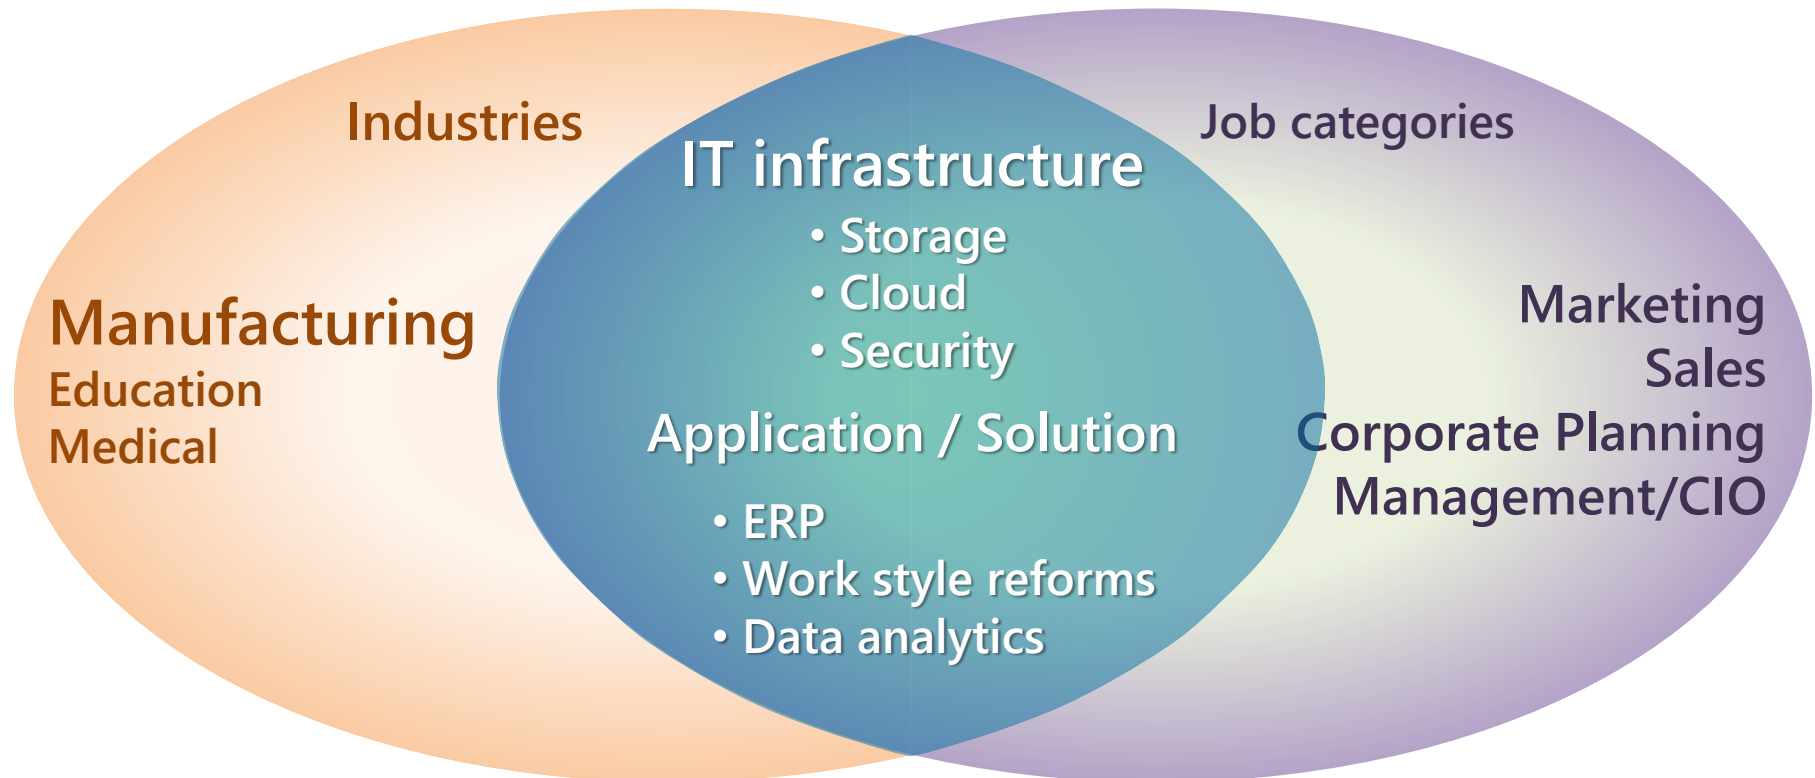 Industries
Manufacturing
Education
Medical
IT infrastructure
• Storage
• Cloud
• Security
Application / Solution
• ERP
• Work style reforms
• Data analytics
Job categories
Marketing
Sales
Corporate Planning
Management/CIO